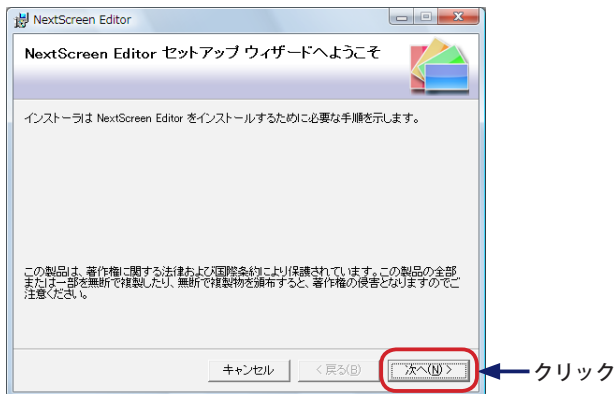 NextScreen Editor
NextScreen Editor セットアップ ウィザードへようこそ
インストーラは NextScreen Editor をインストールするために必要な手順を示します。
この製品は、著作権に関する法律および国際条約により保護されています。この製品の全部
または一部を無断で複製したり、無断で複製物を頒布すると、著作権の侵害となりますのでご
注意ください。
キャンセル
< 戻る(B)
次へ(N) >
クリック